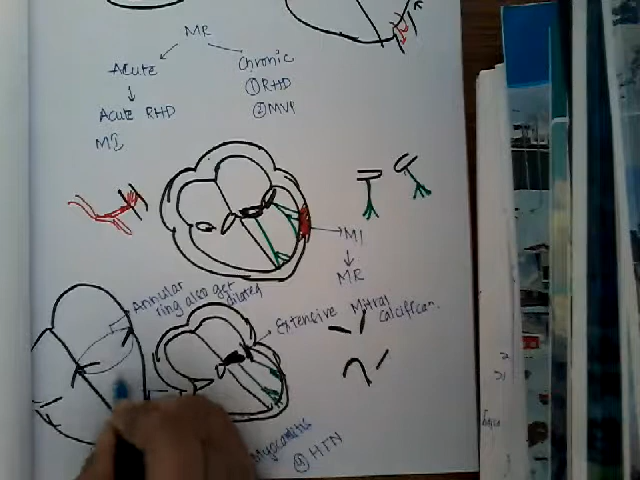 MR
Acute
Chronic
① RHD
② MVP
Acute RHD
MI
MI
MR
Annular
ring also get
dilated
Extensive Mitral
calcification.
Myocarditis
④ HTN